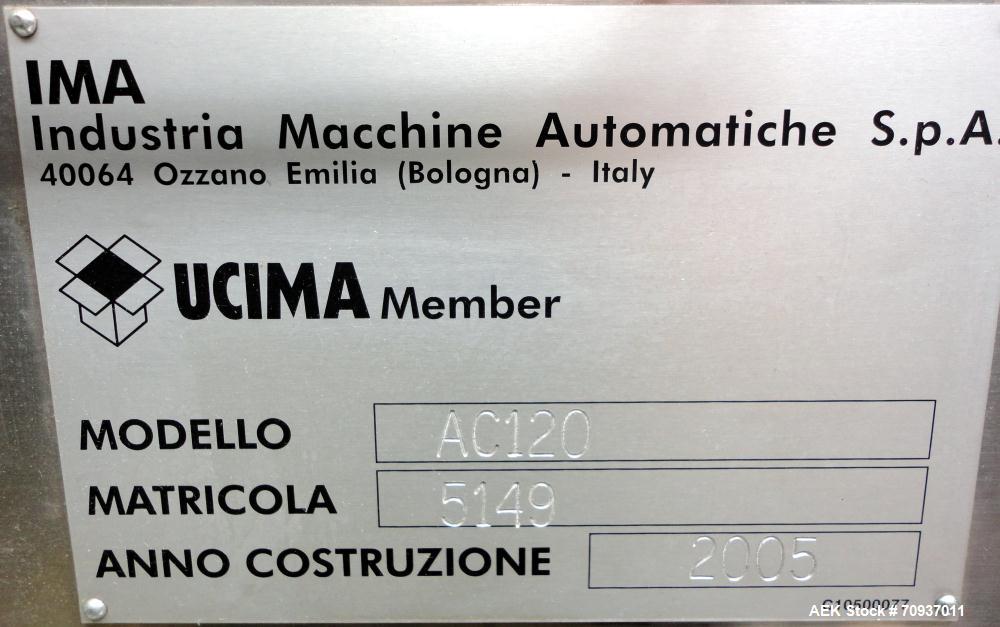 IMA
Industria Macchine Automatiche S.p.A.
40064 Ozzano Emilia (Bologna) - Italy
UCIMA Member
MODELLO AC120
MATRICOLA 5149
ANNO COSTRUZIONE 2005
AEK Stock # 70937011